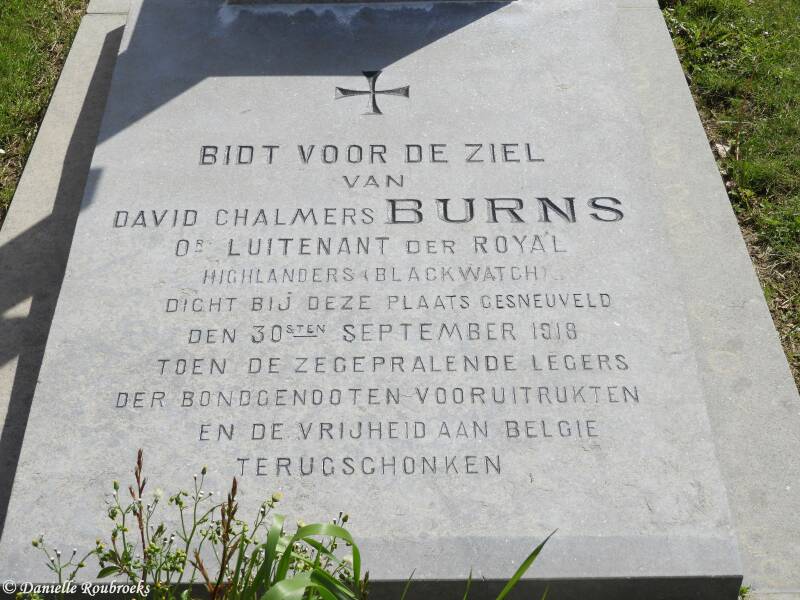 BIDT VOOR DE ZIEL
VAN
DAVID CHALMERS BURNS
OR LUITENANT DER ROYAL
HIGHLANDERS (BLACKWATCH)
DICHT BIJ DEZE PLAATS GESNEUVELD
DEN 30STEN SEPTEMBER 1918
TOEN DE ZEGEPRALENDE LEGERS
DER BONDGENOOTEN VOORUITRUKTEN
EN DE VRIJHEID AAN BELGIE
TERUGSCHONKEN
© Danielle Roubroeks